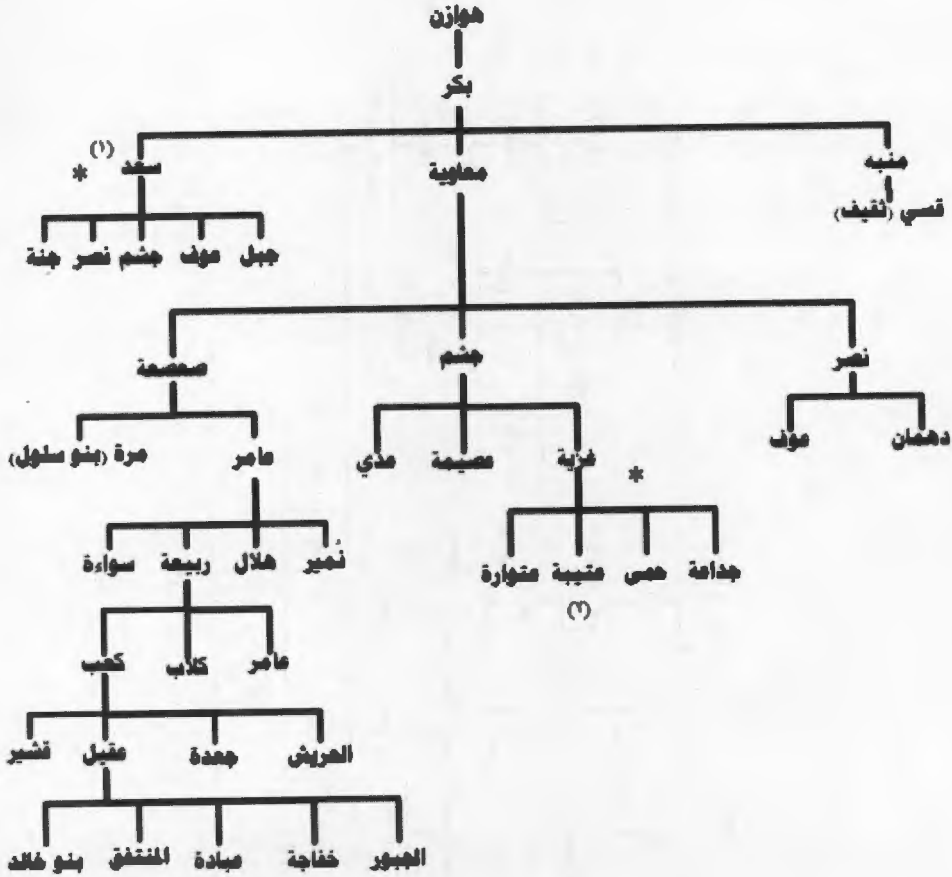 هوازن
بكر
منبه معاوية سعد (١) *
قسي (ثقيف)
جبل عوف جشم نصر جنة
نصر جشم صعصعة
دهمان عوف غزية عصيمة عدي عامر مرة (بنو سلول)
*
جداعة حمى عتيبة عتوارة نُمير هلال ربيعة سواءة
(٢)
عامر كلاب كعب
الحريش جعدة عقيل قشير
الجبور خفاجة عبادة المنتفق بنو خالد